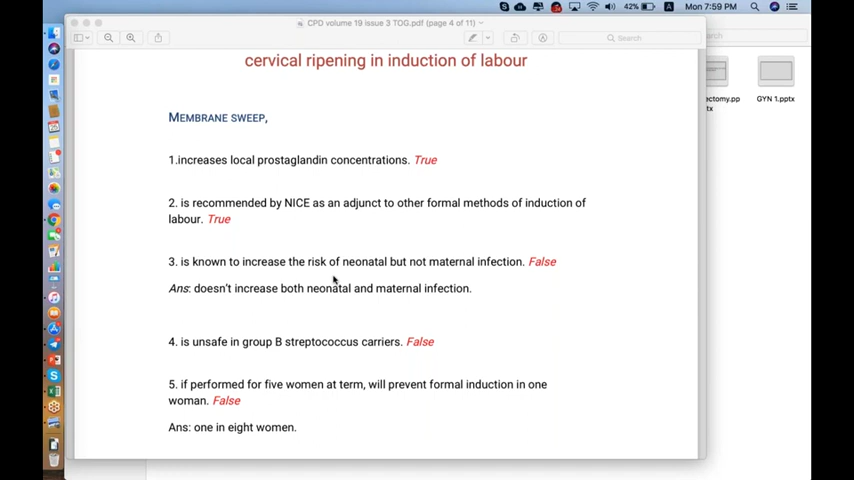 42%
Mon 7:59 PM
CPD volume 19 issue 3 TOG.pdf (page 4 of 11)
Search
cervical ripening in induction of labour
MEMBRANE SWEEP,
1.increases local prostaglandin concentrations. True
2. is recommended by NICE as an adjunct to other formal methods of induction of
labour. True
3. is known to increase the risk of neonatal but not maternal infection. False
Ans: doesn't increase both neonatal and maternal infection.
4. is unsafe in group B streptococcus carriers. False
5. if performed for five women at term, will prevent formal induction in one
woman. False
Ans: one in eight women.
ectomy.pp
tx
GYN 1.pptx